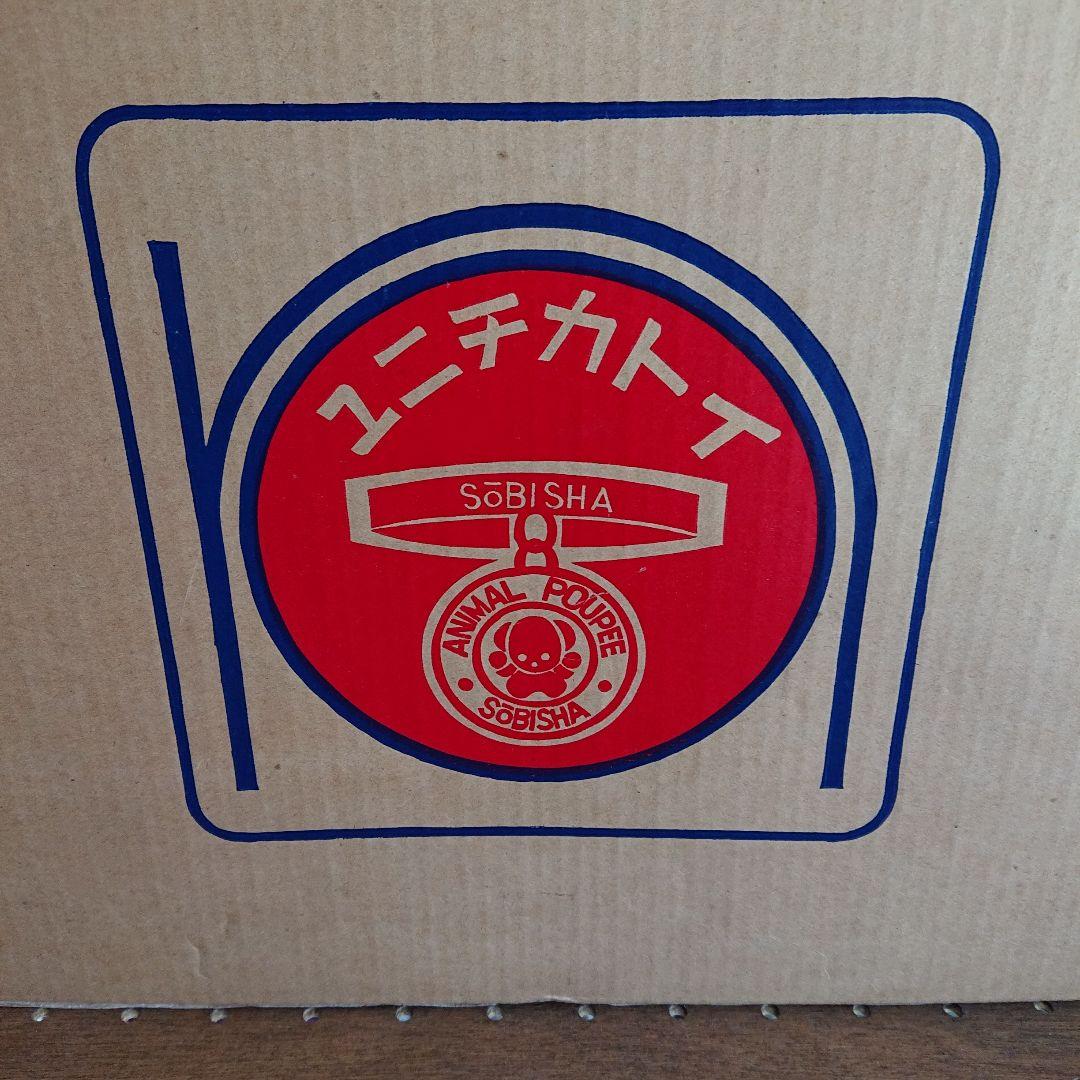 ユニチカトイ
SōBISHA
ANIMAL POUPEE
SōBISHA